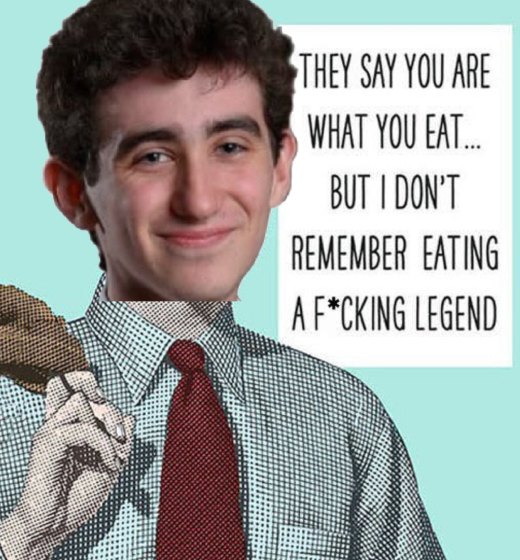 THEY SAY YOU ARE
WHAT YOU EAT...
BUT I DON'T
REMEMBER EATING
A F*CKING LEGEND